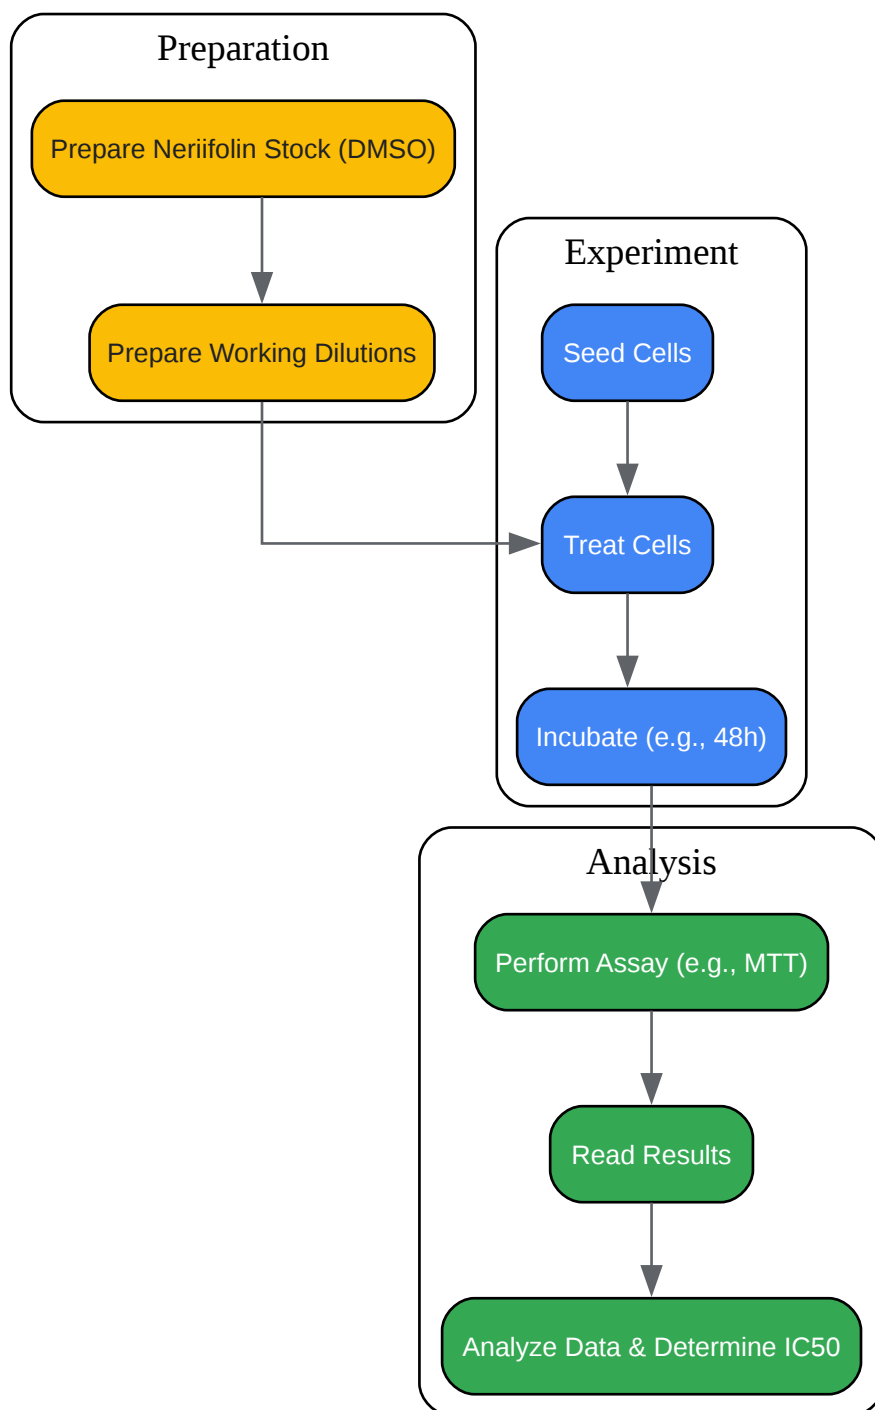 Preparation
Prepare Neriifolin Stock (DMSO)
Prepare Working Dilutions
Experiment
Seed Cells
Treat Cells
Incubate (e.g., 48h)
Analysis
Perform Assay (e.g., MTT)
Read Results
Analyze Data & Determine IC50